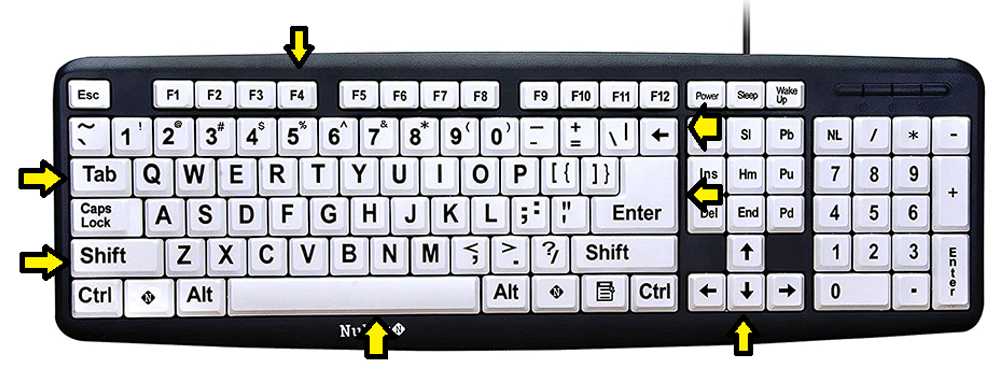 Esc F1 F2 F3 F4 F5 F6 F7 F8 F9 F10 F11 F12 Power Sleep Wake Up
~ ` 1 ! 2 @ 3 # 4 $ 5 % 6 ^ 7 & 8 * 9 ( 0 ) _ - + = \ | ← Sl Pb NL / * -
Tab Q W E R T Y U I O P [ { ] } Ins Hm Pu 7 8 9 +
Caps Lock A S D F G H J K L ; : " ' Enter Del End Pd 4 5 6
Shift Z X C V B N M < , > . ? / Shift ↑ 1 2 3 Enter
Ctrl N Alt Alt N Ctrl ← ↓ → 0 .
N